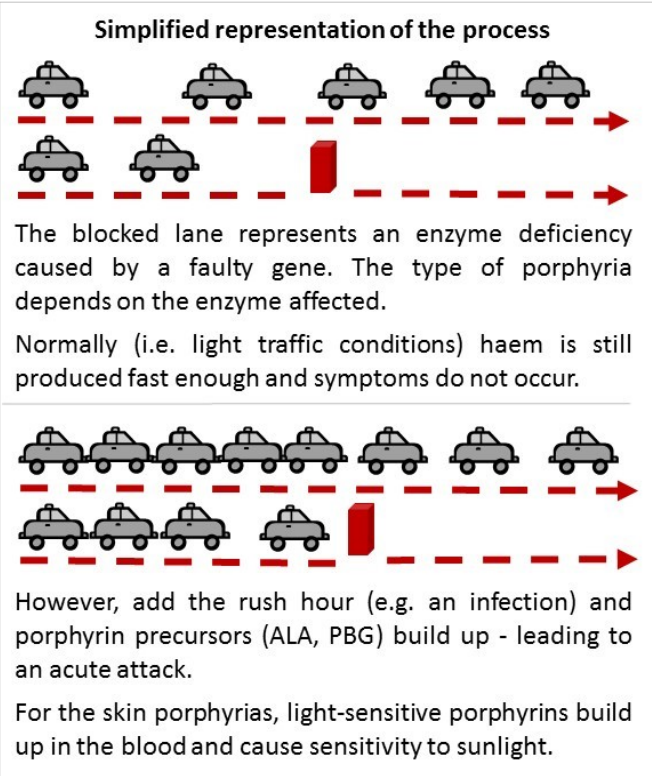 Simplified representation of the process
The blocked lane represents an enzyme deficiency
caused by a faulty gene. The type of porphyria
depends on the enzyme affected.
Normally (i.e. light traffic conditions) haem is still
produced fast enough and symptoms do not occur.
However, add the rush hour (e.g. an infection) and
porphyrin precursors (ALA, PBG) build up - leading to
an acute attack.
For the skin porphyrias, light-sensitive porphyrins build
up in the blood and cause sensitivity to sunlight.